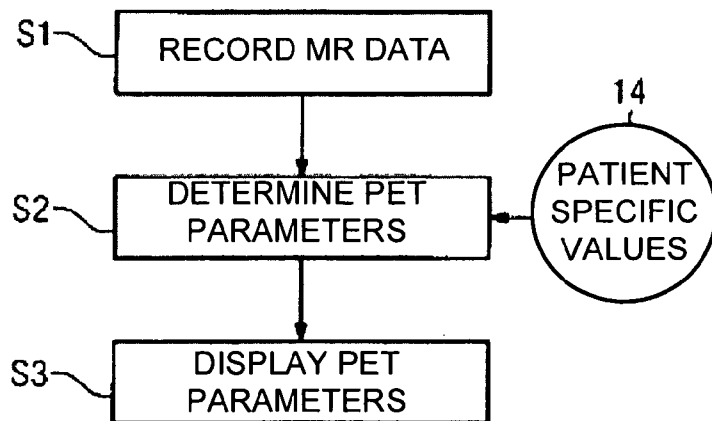 S1
RECORD MR DATA
14
S2
DETERMINE PET
PARAMETERS
PATIENT
SPECIFIC
VALUES
S3
DISPLAY PET
PARAMETERS